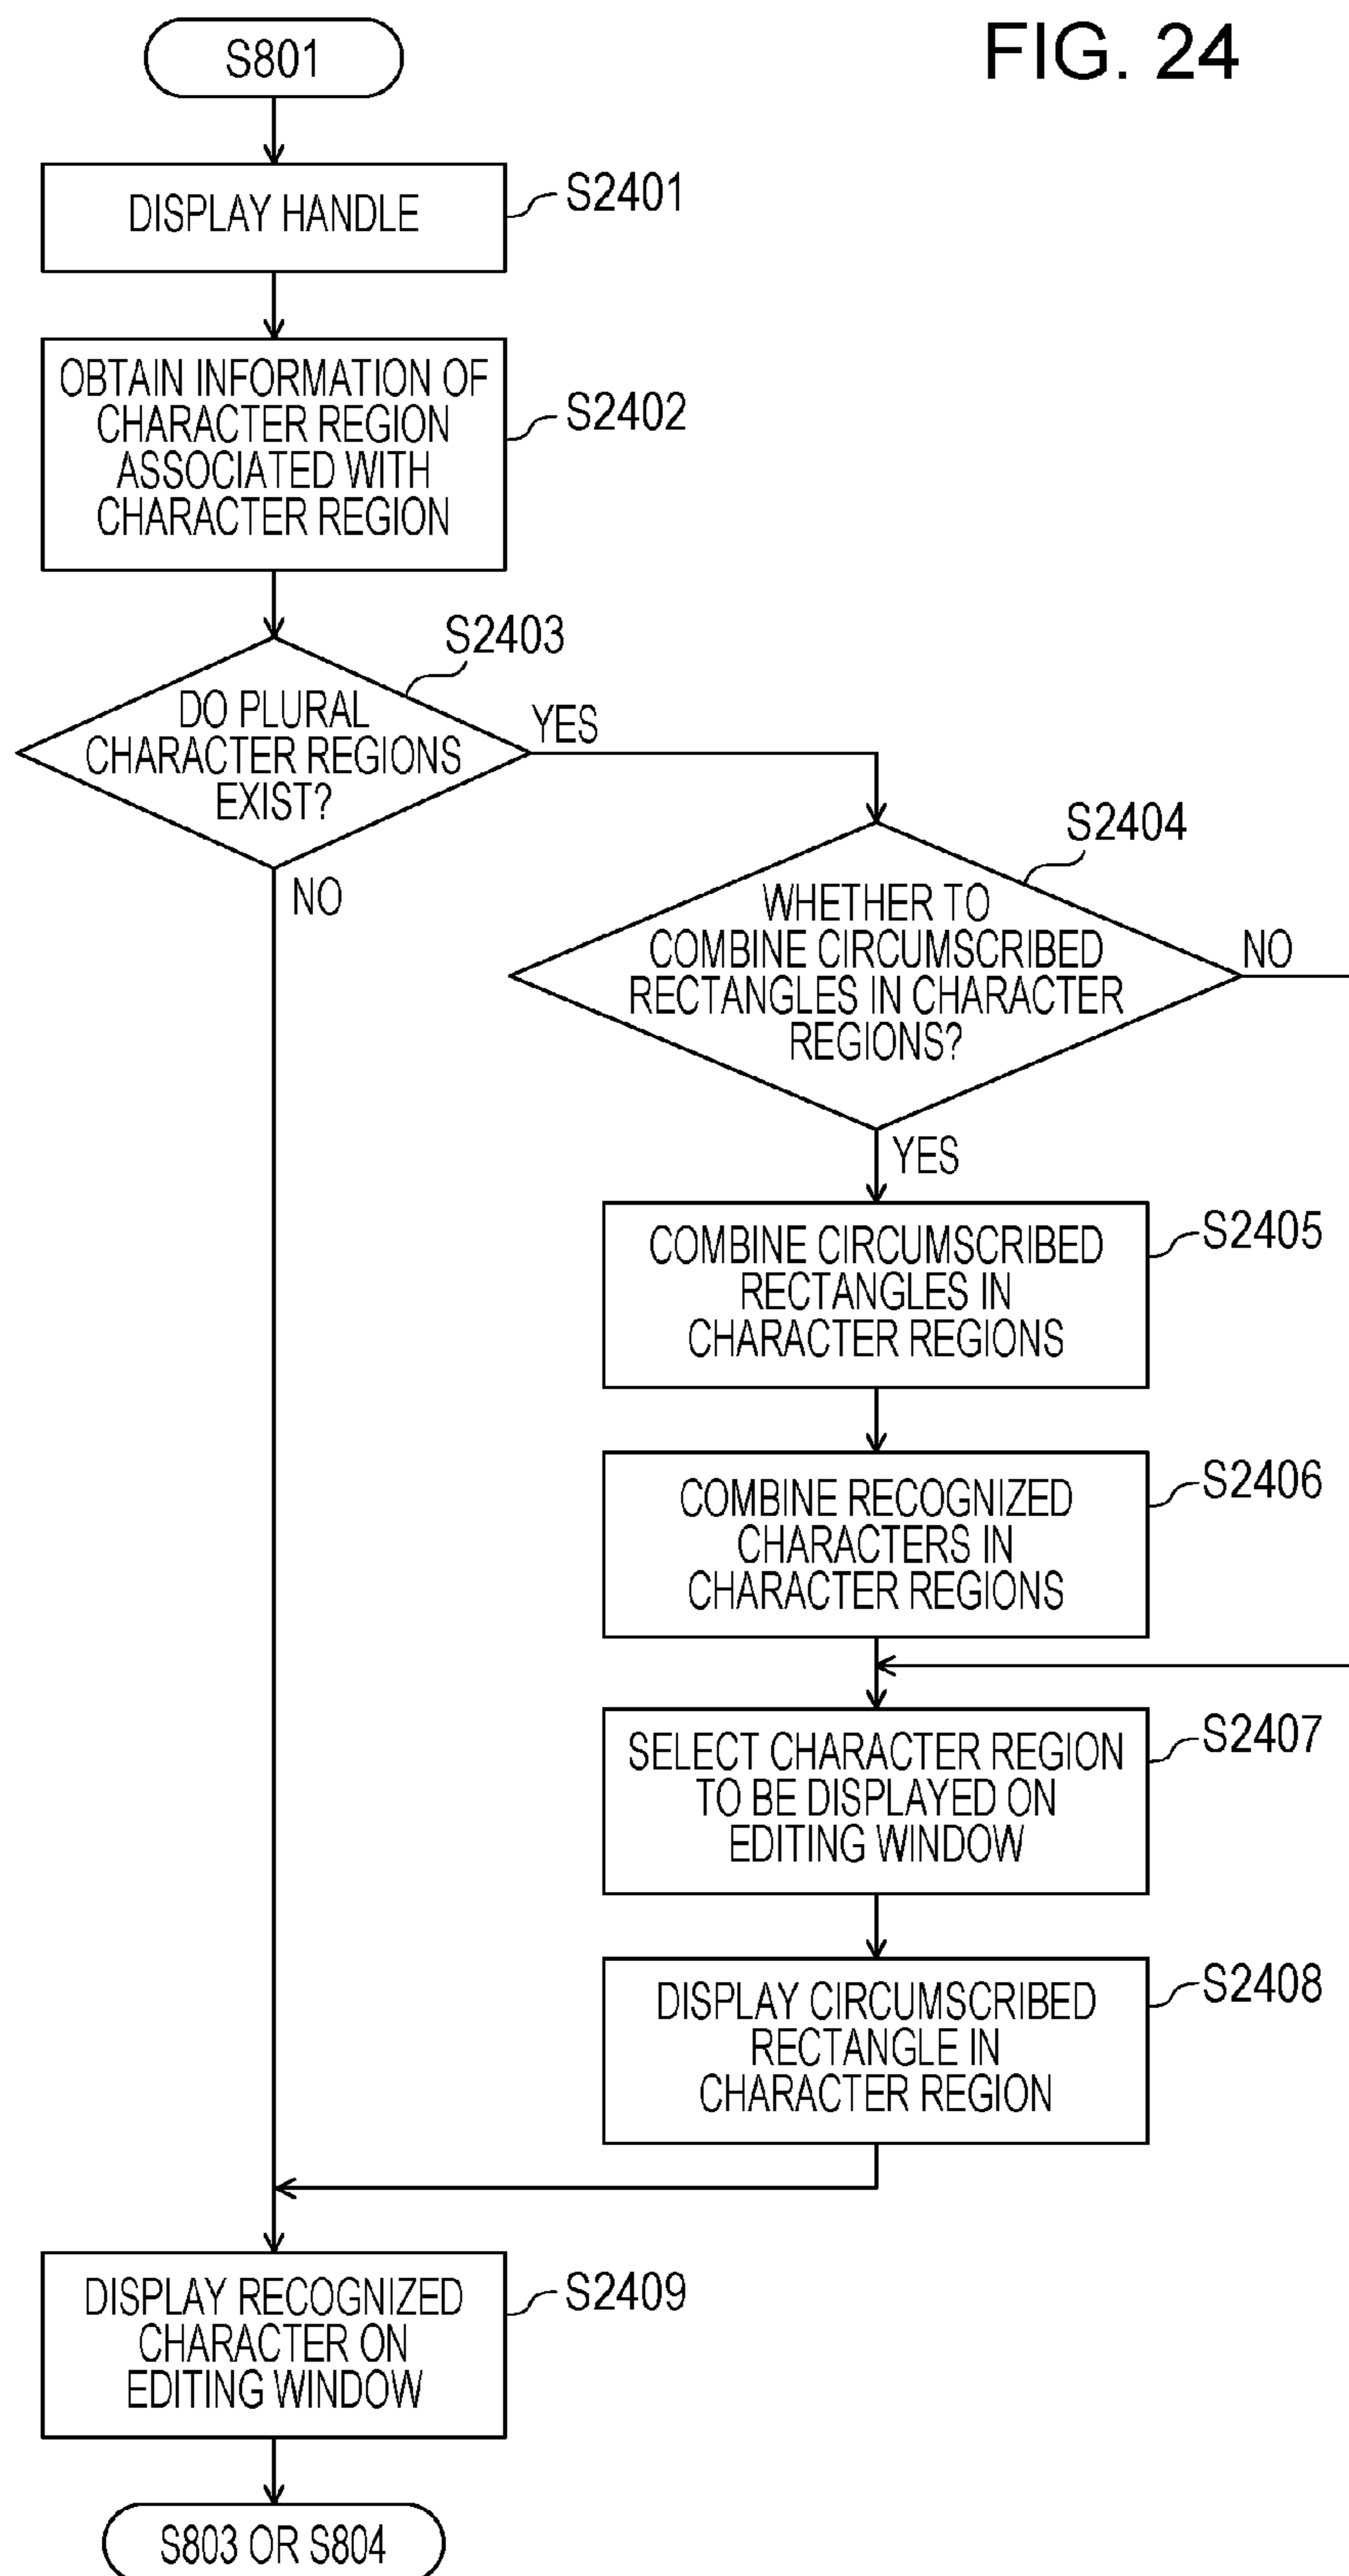 FIG. 24
S801
DISPLAY HANDLE
S2401
OBTAIN INFORMATION OF
CHARACTER REGION
ASSOCIATED WITH
CHARACTER REGION
S2402
S2403
DO PLURAL
CHARACTER REGIONS
EXIST?
YES
NO
S2404
WHETHER TO
COMBINE CIRCUMSCRIBED
RECTANGLES IN CHARACTER
REGIONS?
NO
YES
COMBINE CIRCUMSCRIBED
RECTANGLES IN
CHARACTER REGIONS
S2405
COMBINE RECOGNIZED
CHARACTERS IN
CHARACTER REGIONS
S2406
SELECT CHARACTER REGION
TO BE DISPLAYED ON
EDITING WINDOW
S2407
DISPLAY CIRCUMSCRIBED
RECTANGLE IN
CHARACTER REGION
S2408
DISPLAY RECOGNIZED
CHARACTER ON
EDITING WINDOW
S2409
S803 OR S804